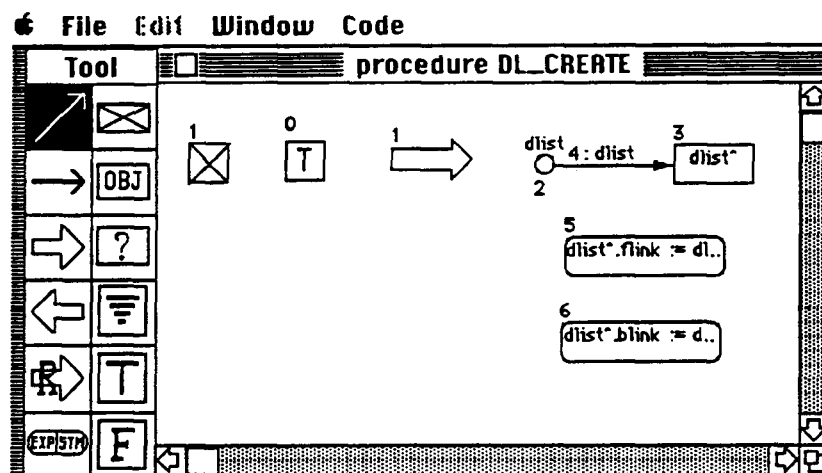 File Edit Window Code
Tool
procedure DL_CREATE
1
0
T
1
dlist
4: dlist
2
3
dlist^
OBJ
5
dlist^.flink := dl..
?
6
dlist^.blink := d..
R
T
EXP STM
F